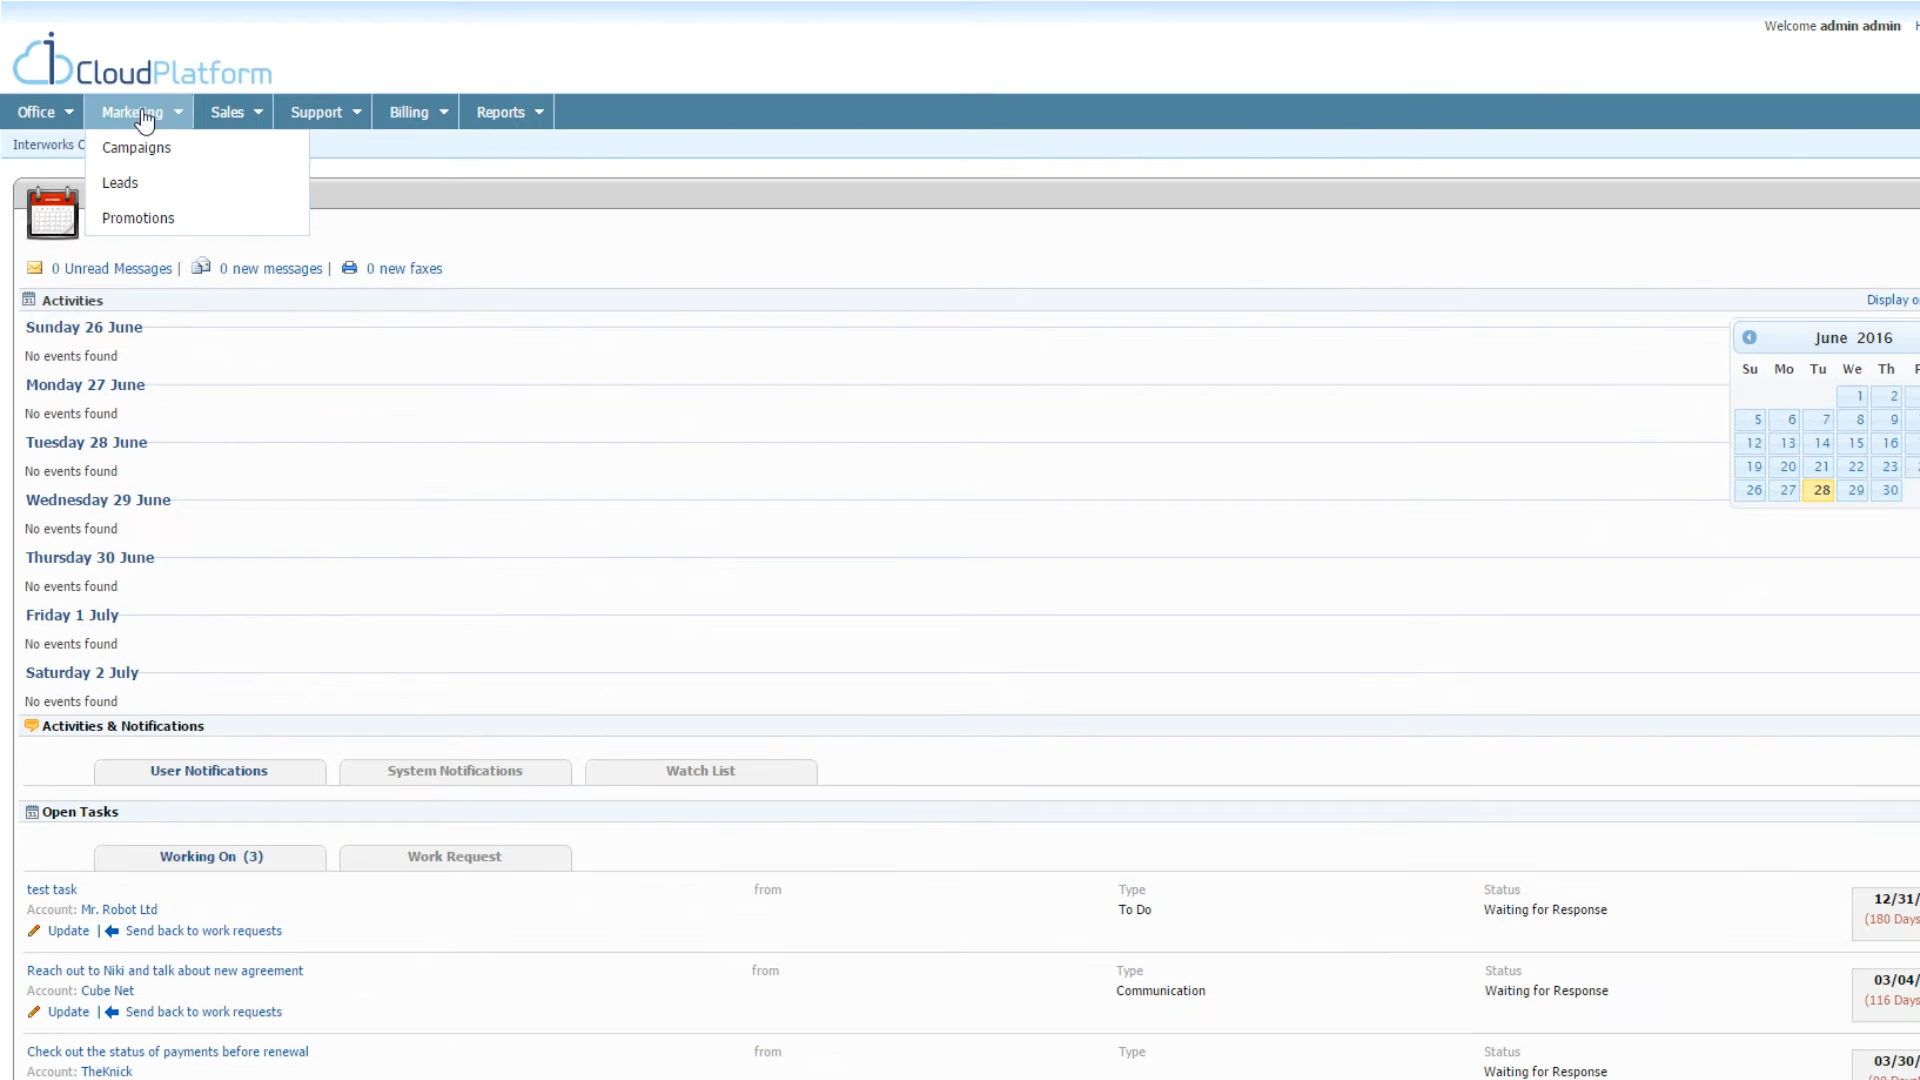 Welcome admin admin
CloudPlatform
Office Marketing Sales Support Billing Reports
Interworks C
Campaigns
Leads
Promotions
0 Unread Messages | 0 new messages | 0 new faxes
Activities
Display o
Sunday 26 June
No events found
Monday 27 June
No events found
Tuesday 28 June
No events found
Wednesday 29 June
No events found
Thursday 30 June
No events found
Friday 1 July
No events found
Saturday 2 July
No events found
June 2016
Su Mo Tu We Th F
1 2
5 6 7 8 9
12 13 14 15 16
19 20 21 22 23
26 27 28 29 30
Activities & Notifications
User Notifications System Notifications Watch List
Open Tasks
Working On (3) Work Request
test task from Type Status
Account: Mr. Robot Ltd To Do Waiting for Response
Update | Send back to work requests
12/31/
(180 Days
Reach out to Niki and talk about new agreement from Type Status
Account: Cube Net Communication Waiting for Response
Update | Send back to work requests
03/04/
(116 Days
Check out the status of payments before renewal from Type Status
Account: TheKnick Waiting for Response
03/30/